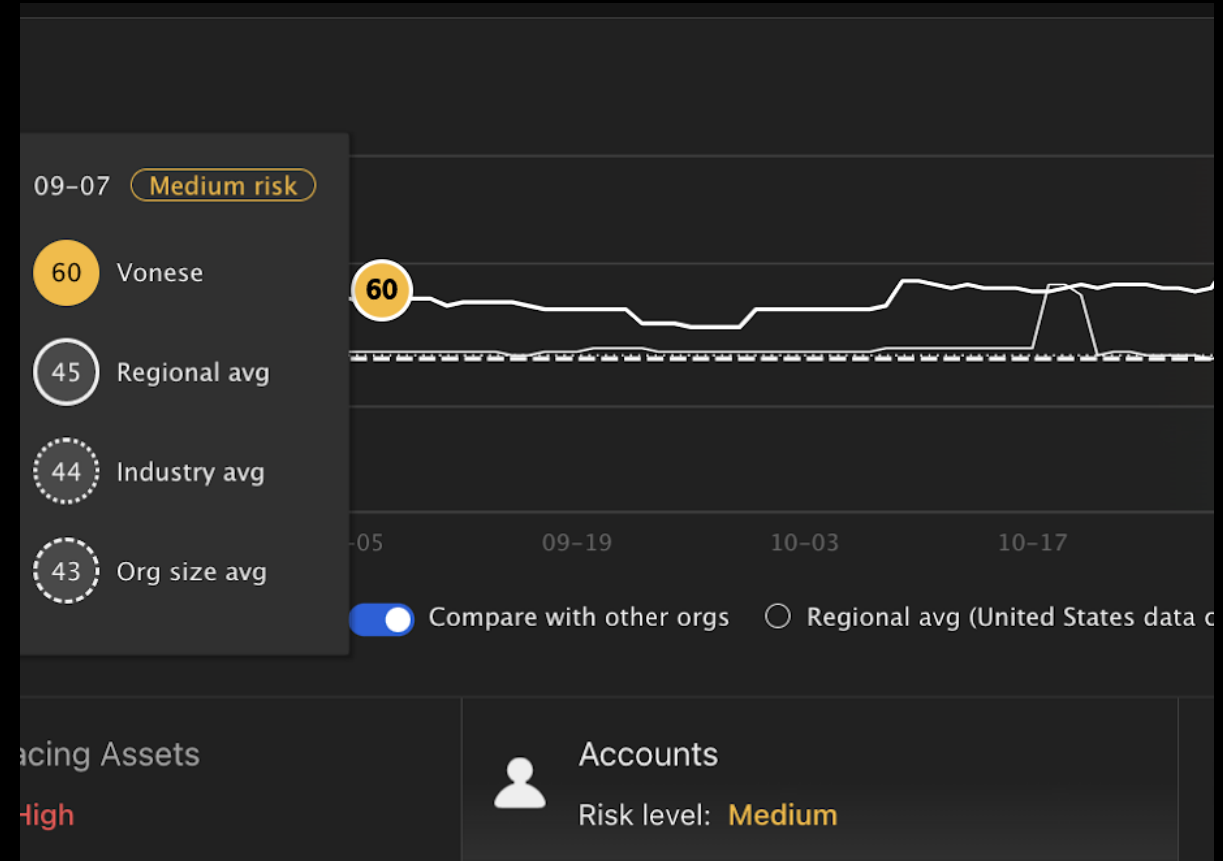 09-07 Medium risk
60 Vonese
60
45 Regional avg
44 Industry avg
43 Org size avg
-05 09-19 10-03 10-17
Compare with other orgs Regional avg (United States data c
acing Assets
High
Accounts
Risk level: Medium